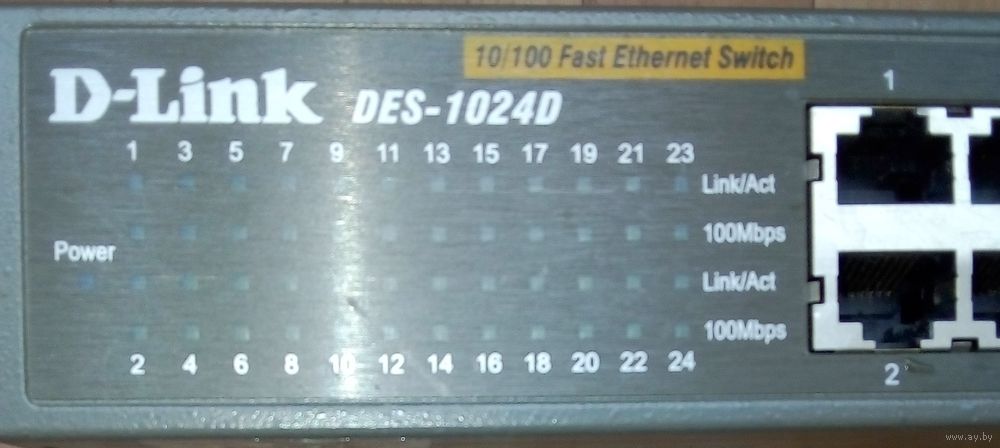 10/100 Fast Ethernet Switch
D-Link DES-1024D
1
1 3 5 7 9 11 13 15 17 19 21 23
Link/Act
100Mbps
Power
Link/Act
100Mbps
2 4 6 8 10 12 14 16 18 20 22 24
2
www.ay.by